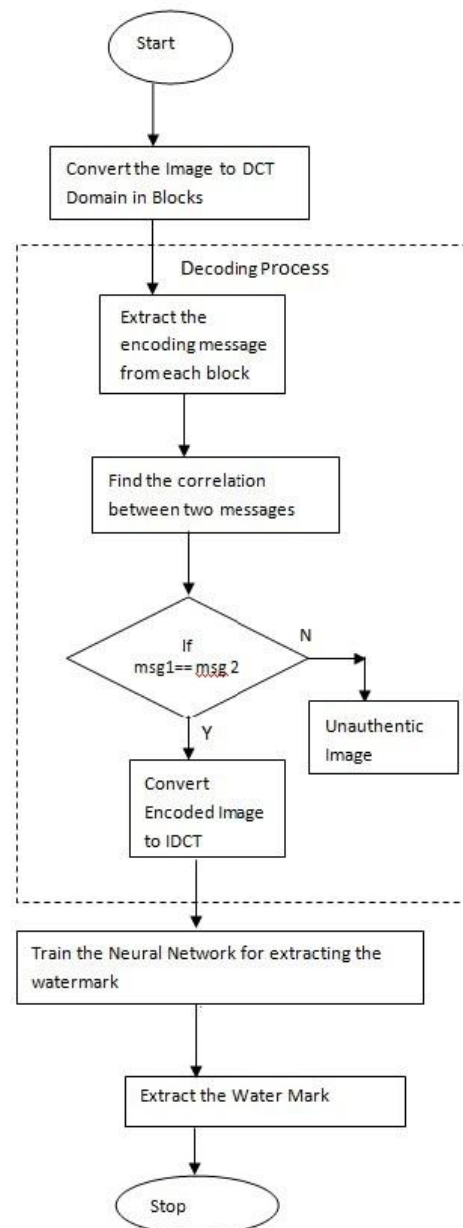 Start
Convert the Image to DCT
Domain in Blocks
Decoding Process
Extract the
encoding message
from each block
Find the correlation
between two messages
If
msg1== msg 2
N
Y
Unauthentic
Image
Convert
Encoded Image
to IDCT
Train the Neural Network for extracting the
watermark
Extract the Water Mark
Stop